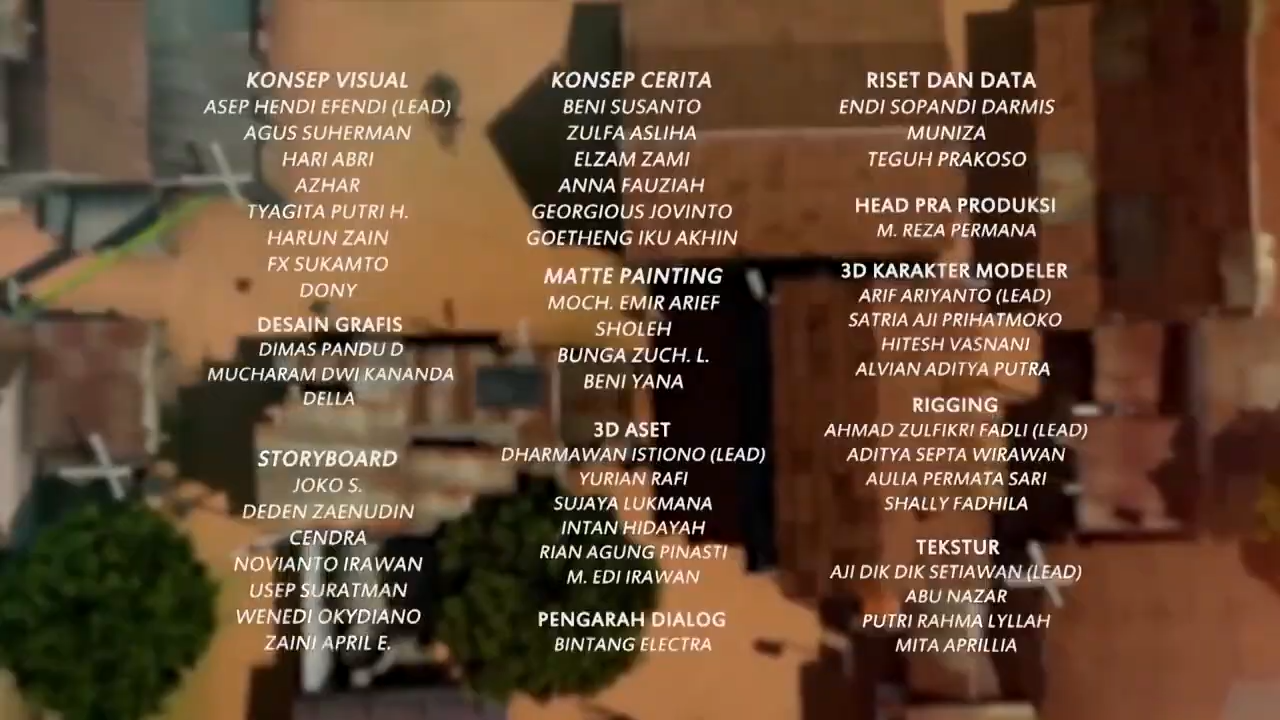 KONSEP VISUAL
ASEP HENDI EFENDI (LEAD)
AGUS SUHERMAN
HARI ABRI
AZHAR
TYAGITA PUTRI H.
HARUN ZAIN
FX SUKAMTO
DONY
DESAIN GRAFIS
DIMAS PANDU D
MUCHARAM DWI KANANDA
DELLA
STORYBOARD
JOKO S.
DEDEN ZAENUDIN
CENDRA
NOVIANTO IRAWAN
USEP SURATMAN
WENEDI OKYDIANO
ZAINI APRIL E.
KONSEP CERITA
BENI SUSANTO
ZULFA ASLIHA
ELZAM ZAMI
ANNA FAUZIAH
GEORGIOUS JOVINTO
GOETHENG IKU AKHIN
MATTE PAINTING
MOCH. EMIR ARIEF
SHOLEH
BUNGA ZUCH. L.
BENI YANA
3D ASET
DHARMAWAN ISTIONO (LEAD)
YURIAN RAFI
SUJAYA LUKMANA
INTAN HIDAYAH
RIAN AGUNG PINASTI
M. EDI IRAWAN
PENGARAH DIALOG
BINTANG ELECTRA
RISET DAN DATA
ENDI SOPANDI DARMIS
MUNIZA
TEGUH PRAKOSO
HEAD PRA PRODUKSI
M. REZA PERMANA
3D KARAKTER MODELER
ARIF ARIYANTO (LEAD)
SATRIA AJI PRIHATMOKO
HITESH VASNANI
ALVIAN ADITYA PUTRA
RIGGING
AHMAD ZULFIKRI FADLI (LEAD)
ADITYA SEPTA WIRAWAN
AULIA PERMATA SARI
SHALLY FADHILA
TEKSTUR
AJI DIK DIK SETIAWAN (LEAD)
ABU NAZAR
PUTRI RAHMA LYLLAH
MITA APRILLIA